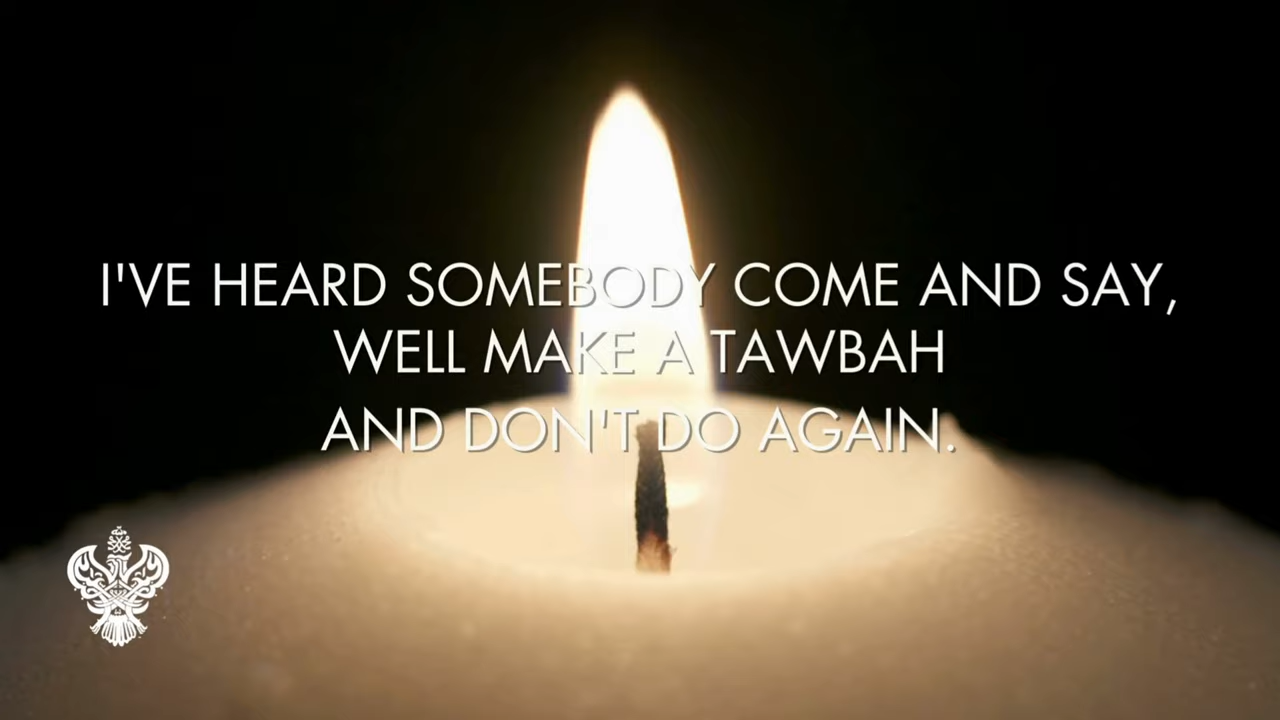 I'VE HEARD SOMEBODY COME AND SAY,
WELL MAKE A TAWBAH
AND DON'T DO AGAIN.